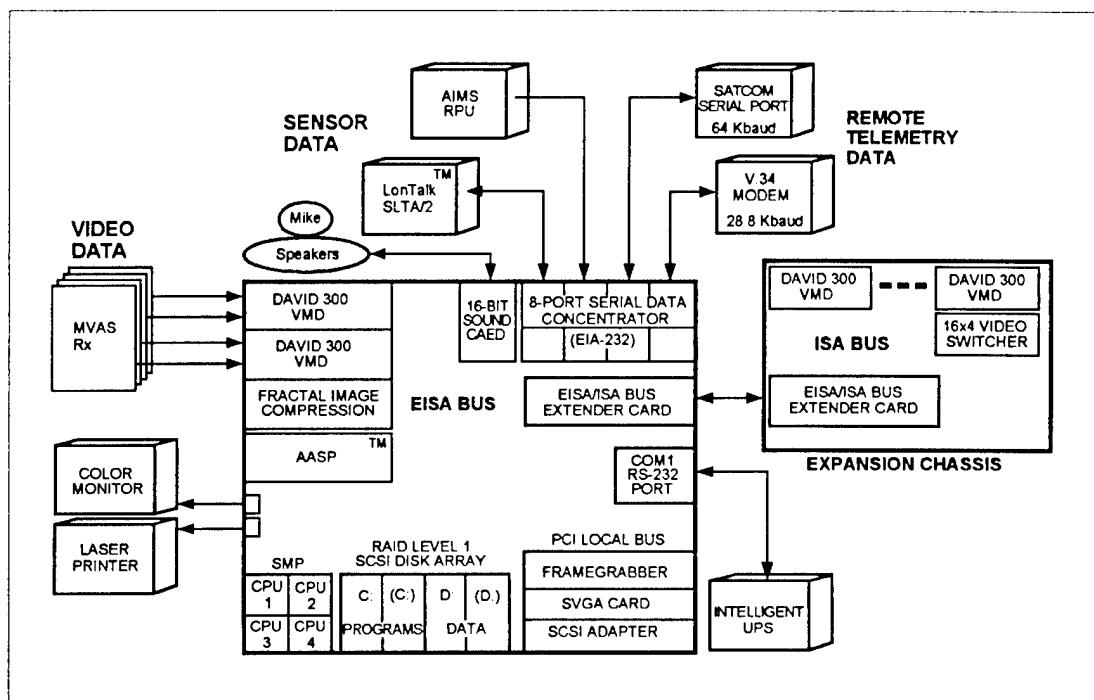 AIMS
RPU
SATCOM
SERIAL PORT
64 Kbaud
SENSOR
DATA
REMOTE
TELEMETRY
DATA
TM
LonTalk
SLTA/2
V.34
MODEM
28 8 Kbaud
Mike
Speakers
VIDEO
DATA
MVAS
Rx
DAVID 300
VMD
DAVID 300
VMD
FRACTAL IMAGE
COMPRESSION
TM
AASP
16-BIT
SOUND
CAED
8-PORT SERIAL DATA
CONCENTRATOR
(EIA-232)
EISA BUS
EISA/ISA BUS
EXTENDER CARD
COM1
RS-232
PORT
DAVID 300
VMD
DAVID 300
VMD
16x4 VIDEO
SWITCHER
ISA BUS
EISA/ISA BUS
EXTENDER CARD
EXPANSION CHASSIS
COLOR
MONITOR
LASER
PRINTER
SMP
CPU
1
CPU
2
CPU
3
CPU
4
RAID LEVEL 1
SCSI DISK ARRAY
C: (C:) D: (D:)
PROGRAMS DATA
PCI LOCAL BUS
FRAMEGRABBER
SVGA CARD
SCSI ADAPTER
INTELLIGENT
UPS